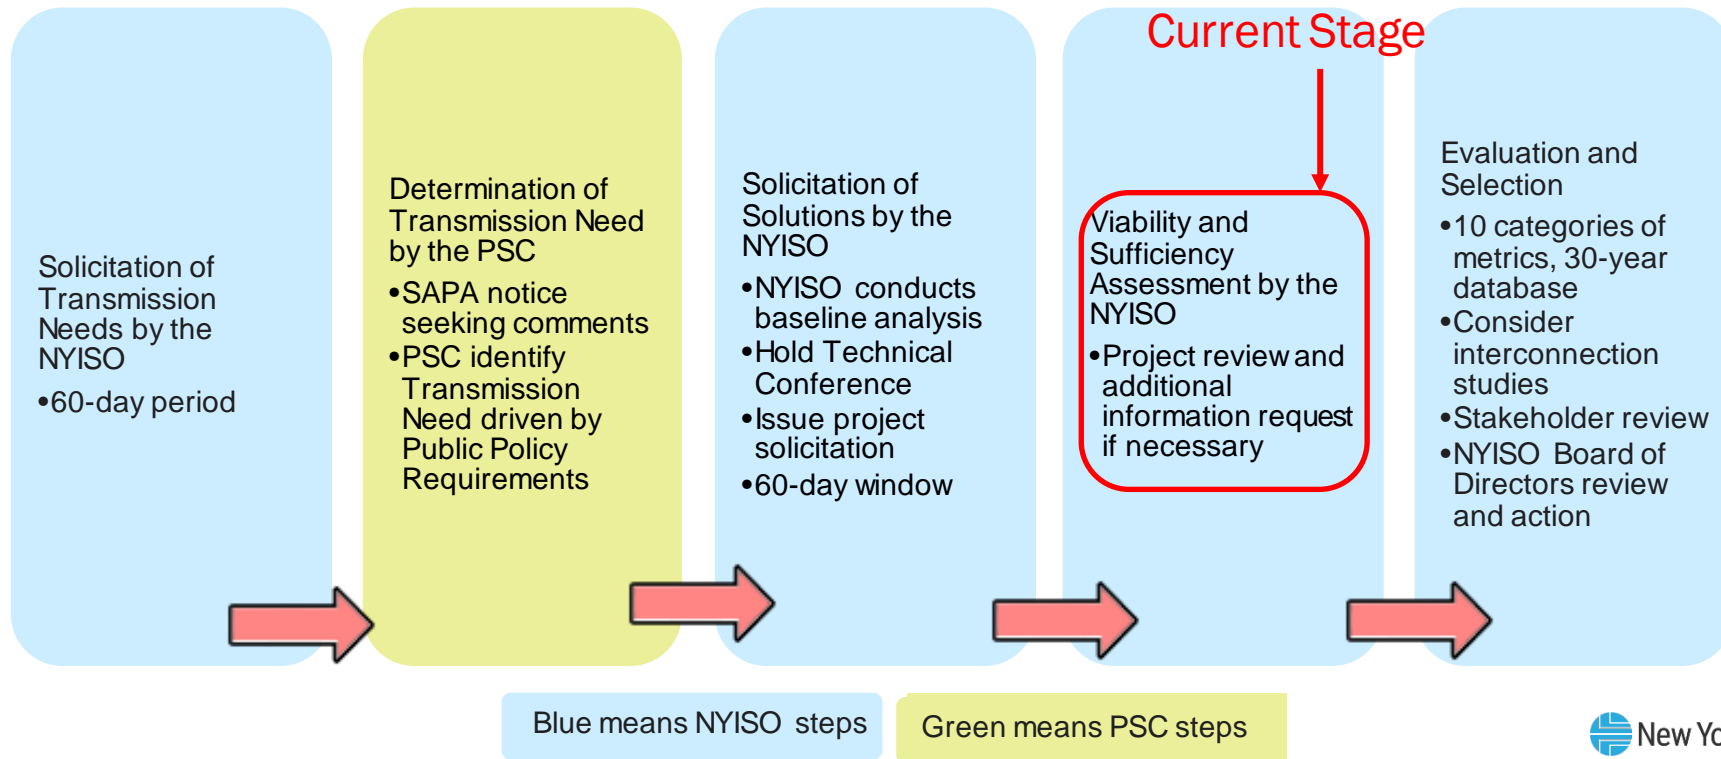 Current Stage
Solicitation of
Transmission
Needs by the
NYISO
•60-day period
Determination of
Transmission Need
by the PSC
•SAPA notice
seeking comments
•PSC identify
Transmission
Need driven by
Public Policy
Requirements
Solicitation of
Solutions by the
NYISO
•NYISO conducts
baseline analysis
•Hold Technical
Conference
•Issue project
solicitation
•60-day window
Viability and
Sufficiency
Assessment by the
NYISO
•Project review and
additional
information request
if necessary
Evaluation and
Selection
•10 categories of
metrics, 30-year
database
•Consider
interconnection
studies
•Stakeholder review
•NYISO Board of
Directors review
and action
Blue means NYISO steps
Green means PSC steps
New Yo